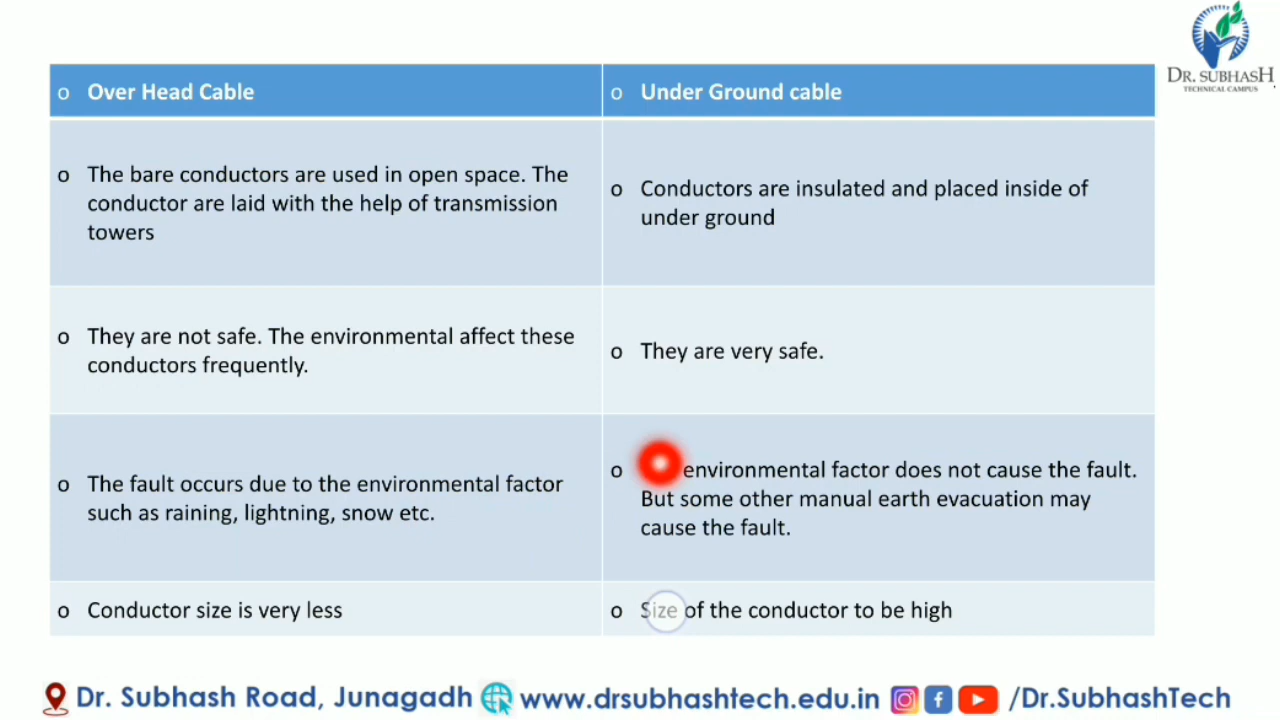 DR. SUBHASH
TECHNICAL CAMPUS
o Over Head Cable
o Under Ground cable
o The bare conductors are used in open space. The
conductor are laid with the help of transmission
towers
o Conductors are insulated and placed inside of
under ground
o They are not safe. The environmental affect these
conductors frequently.
o They are very safe.
o The fault occurs due to the environmental factor
such as raining, lightning, snow etc.
o environmental factor does not cause the fault.
But some other manual earth evacuation may
cause the fault.
o Conductor size is very less
o Size of the conductor to be high
Dr. Subhash Road, Junagadh www.drsubhashtech.edu.in /Dr.SubhashTech